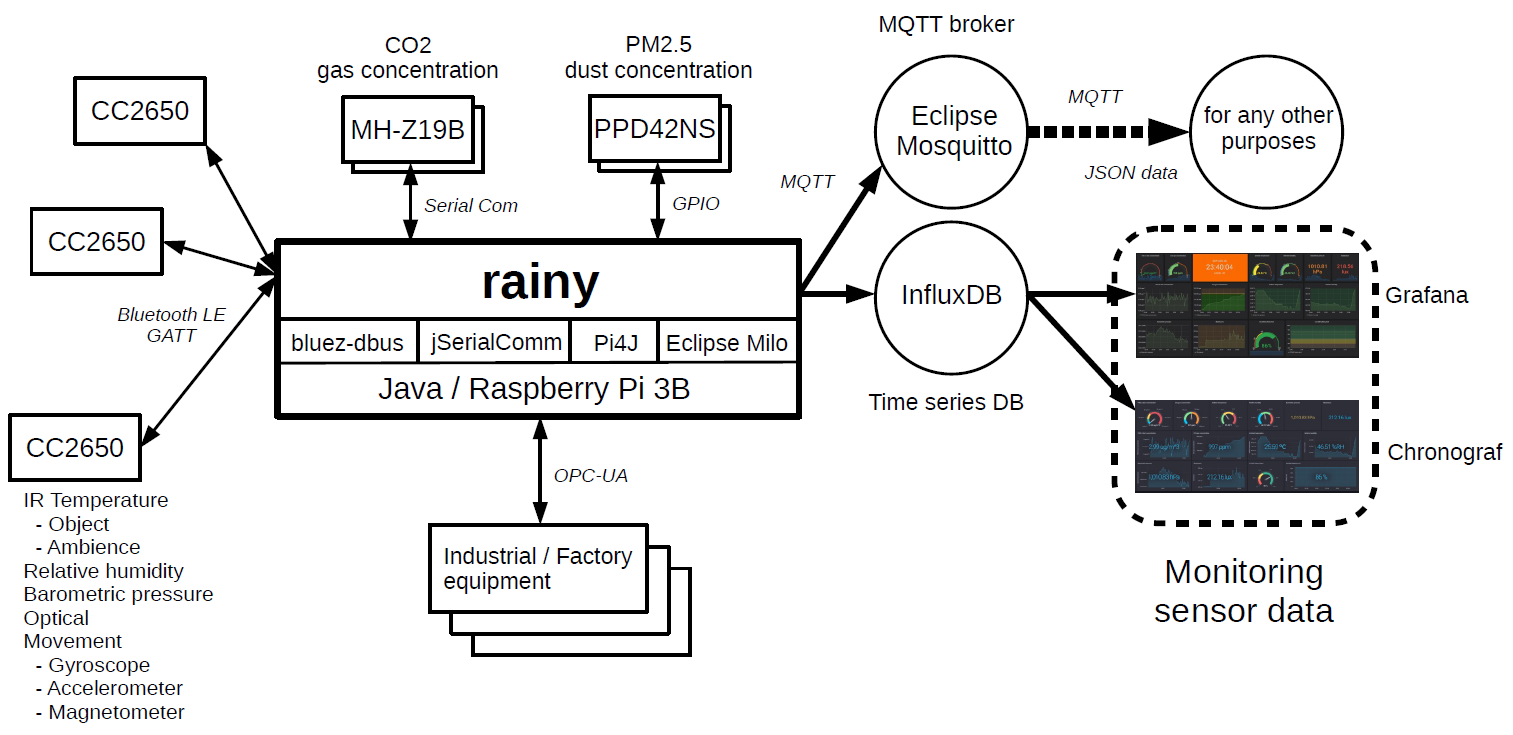 MQTT broker
CO2
gas concentration
PM2.5
dust concentration
CC2650
MH-Z19B
PPD42NS
Eclipse
Mosquitto
MQTT
JSON data
for any other
purposes
CC2650
Serial Com
GPIO
MQTT
Bluetooth LE
GATT
rainy
bluez-dbus
jSerialComm
Pi4J
Eclipse Milo
Java / Raspberry Pi 3B
InfluxDB
Time series DB
23:40:04
Grafana
Chronograf
Monitoring
sensor data
CC2650
IR Temperature
- Object
- Ambience
Relative humidity
Barometric pressure
Optical
Movement
- Gyroscope
- Accelerometer
- Magnetometer
OPC-UA
Industrial / Factory
equipment